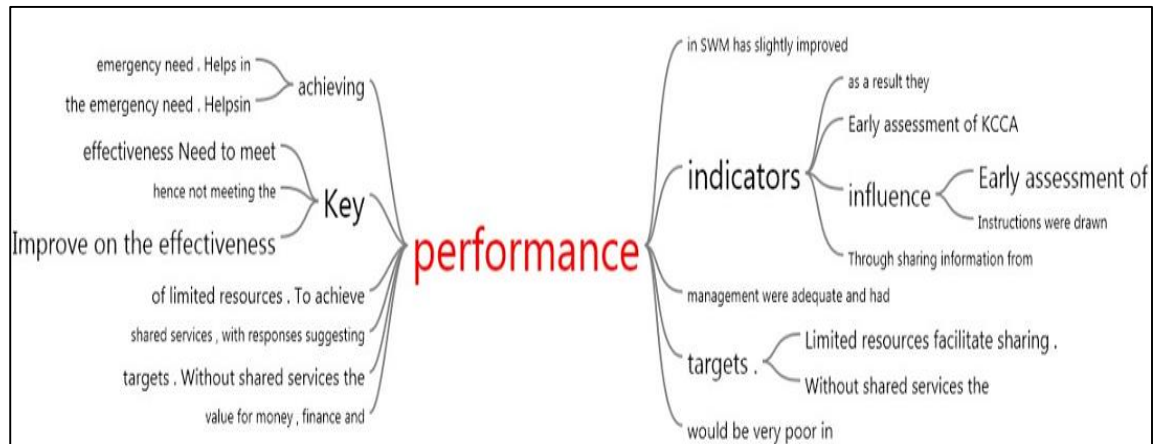 emergency need . Helps in
the emergency need . Helpsin
achieving
effectiveness Need to meet
hence not meeting the
Improve on the effectiveness
Key
of limited resources . To achieve
shared services , with responses suggesting
targets . Without shared services the
value for money , finance and
performance
in SWM has slightly improved
indicators
as a result they
Early assessment of KCCA
influence
Early assessment of
Instructions were drawn
Through sharing information from
management were adequate and had
targets .
Limited resources facilitate sharing .
Without shared services the
would be very poor in